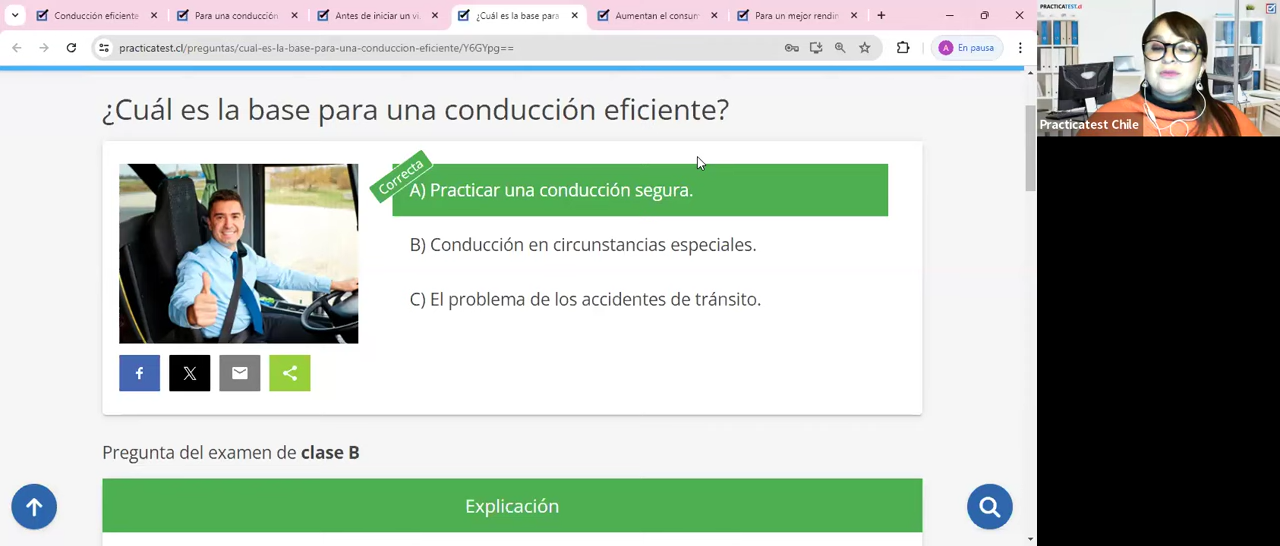 Conducción eficiente
Para una conducción
Antes de iniciar un vi
¿Cuál es la base para
Aumentan el consum
Para un mejor rendin
practicatest.cl/preguntas/cual-es-la-base-para-una-conduccion-eficiente/Y6GYpg==
A
En pausa
PRACTICATEST.cl
Practicatest Chile
¿Cuál es la base para una conducción eficiente?
Correcta
A) Practicar una conducción segura.
B) Conducción en circunstancias especiales.
C) El problema de los accidentes de tránsito.
Pregunta del examen de clase B
Explicación